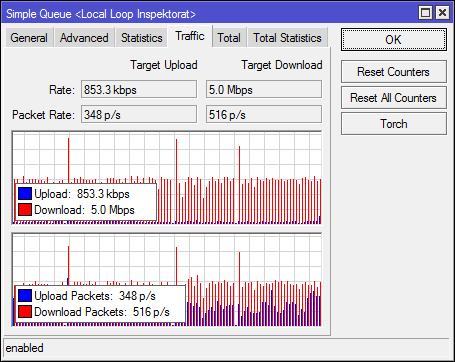 Simple Queue <Local Loop Inspektorat>
General Advanced Statistics Traffic Total Total Statistics
OK
Reset Counters
Reset All Counters
Torch
Target Upload Target Download
Rate: 853.3 kbps 5.0 Mbps
Packet Rate: 348 p/s 516 p/s
Upload: 853.3 kbps
Download: 5.0 Mbps
Upload Packets: 348 p/s
Download Packets: 516 p/s
enabled